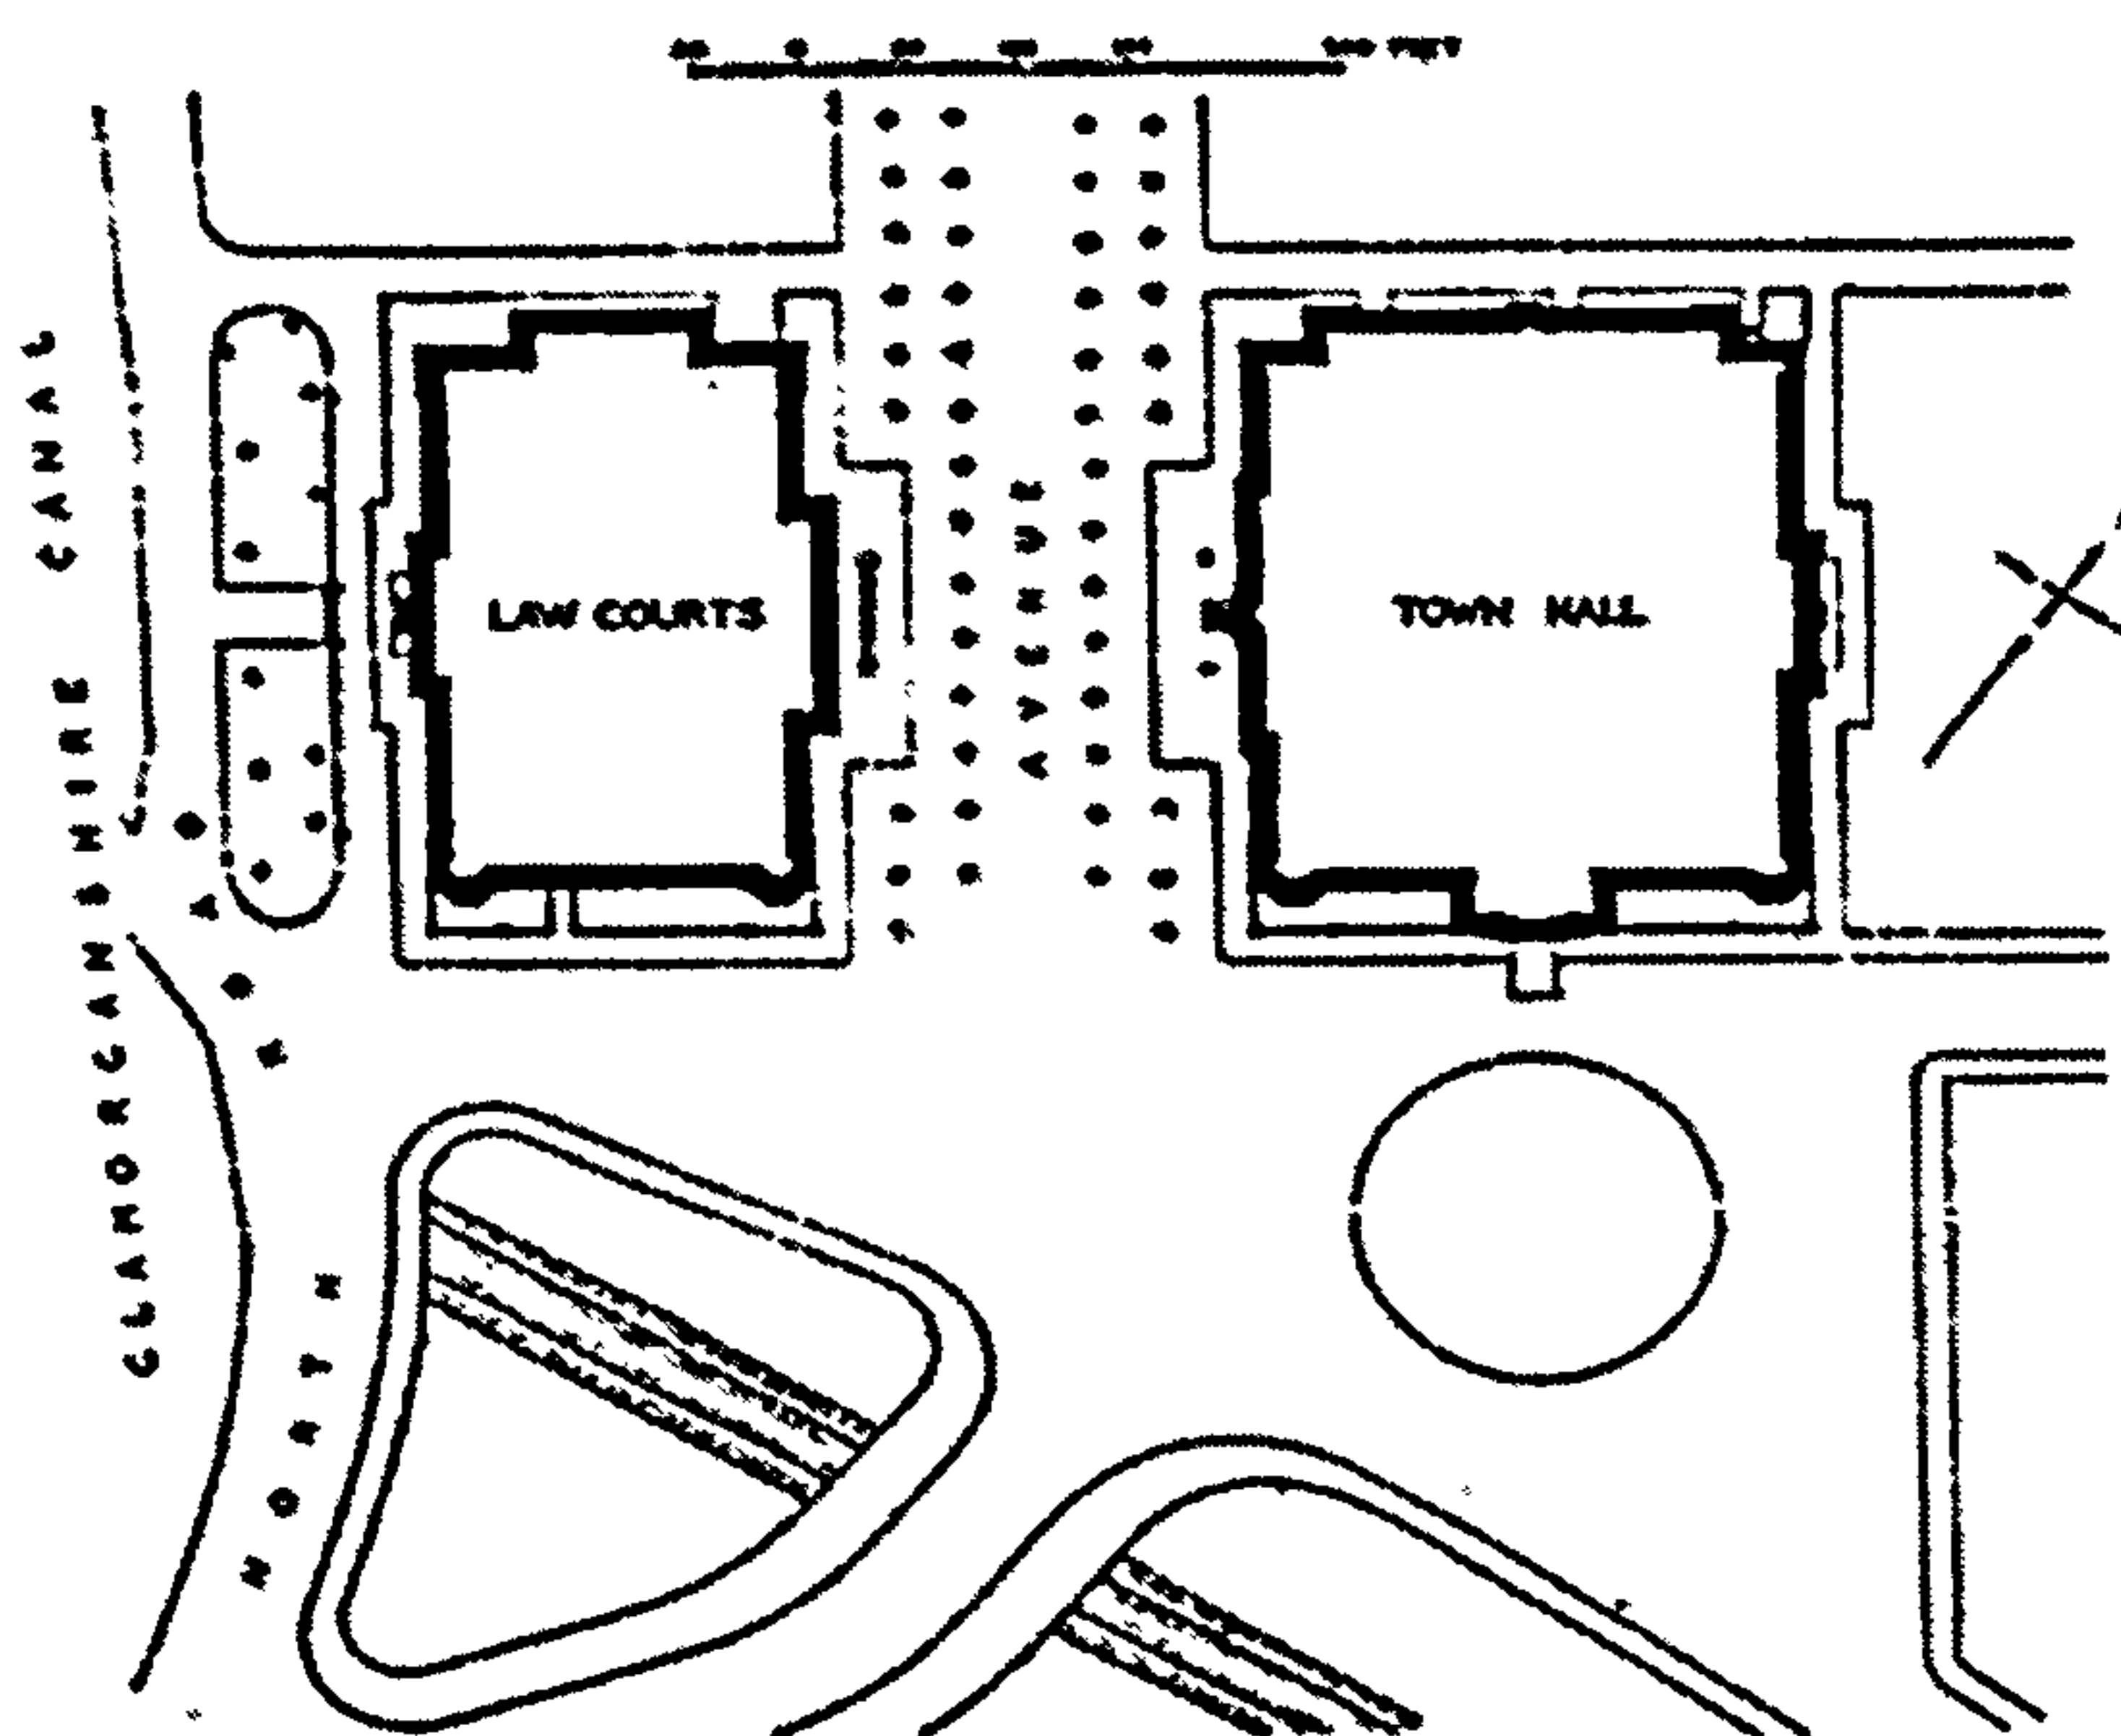 GLAMORGANSHIRE CANAL
NORTH ROAD
LAW COURTS
AVENUE
TOWN HALL